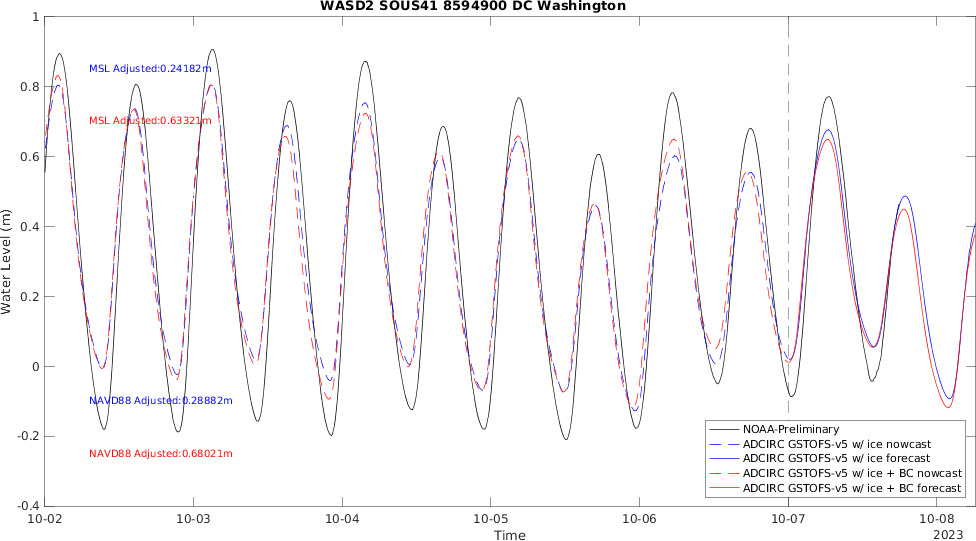 WASD2 SOUS41 8594900 DC Washington
1
0.8
0.6
0.4
0.2
0
-0.2
-0.4
Water Level (m)
MSL Adjusted:0.24182m
MSL Adjusted:0.63321m
NAVD88 Adjusted:0.28882m
NAVD88 Adjusted:0.68021m
NOAA-Preliminary
ADCIRC GSTOFS-v5 w/ ice nowcast
ADCIRC GSTOFS-v5 w/ ice forecast
ADCIRC GSTOFS-v5 w/ ice + BC nowcast
ADCIRC GSTOFS-v5 w/ ice + BC forecast
10-02 10-03 10-04 10-05 10-06 10-07 10-08
Time
2023